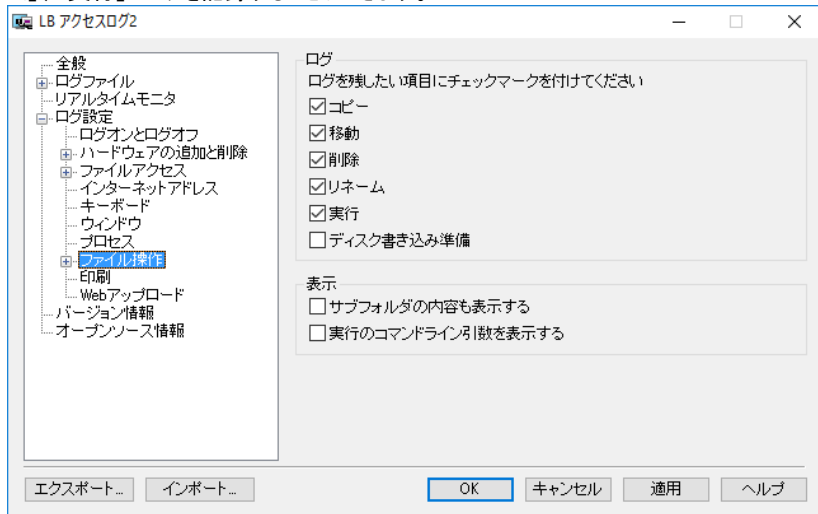 LB アクセスログ2
全般
ログファイル
リアルタイムモニタ
ログ設定
ログオンとログオフ
ハードウェアの追加と削除
ファイルアクセス
インターネットアドレス
キーボード
ウィンドウ
プロセス
ファイル操作
印刷
Webアップロード
バージョン情報
オープンソース情報
ログ
ログを残したい項目にチェックマークを付けてください
コピー
移動
削除
リネーム
実行
ディスク書き込み準備
表示
サブフォルダの内容も表示する
実行のコマンドライン引数を表示する
エクスポート...
インポート...
OK
キャンセル
適用
ヘルプ